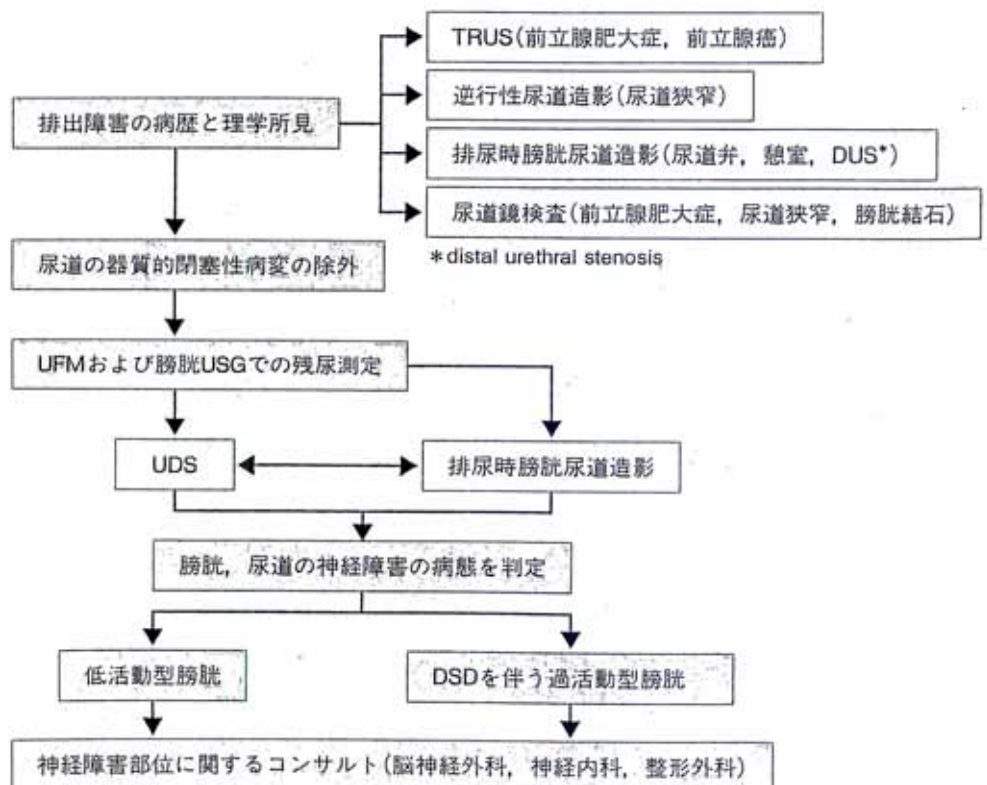 TRUS(前立腺肥大症，前立腺癌)
逆行性尿道造影(尿道狭窄)
排出障害の病歴と理学所見
排尿時膀胱尿道造影(尿道弁，憩室，DUS*)
尿道鏡検査(前立腺肥大症，尿道狭窄，膀胱結石)
*distal urethral stenosis
尿道の器質的閉塞性病変の除外
UFMおよび膀胱USGでの残尿測定
UDS
排尿時膀胱尿道造影
膀胱，尿道の神経障害の病態を判定
低活動型膀胱
DSDを伴う過活動型膀胱
神経障害部位に関するコンサルト(脳神経外科，神経内科，整形外科)